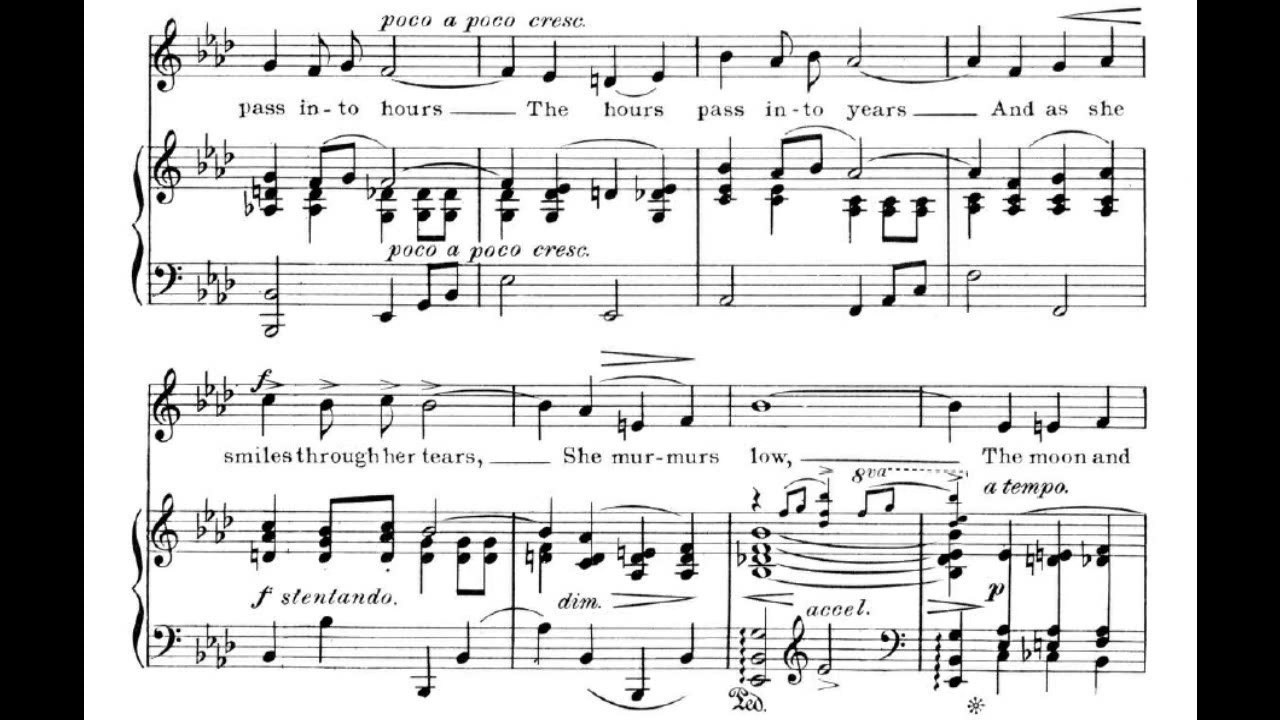 poco a poco cresc.
pass in-to hours The hours pass in-to years And as she
poco a poco cresc.
f
smiles through her tears, She mur-murs low, The moon and
8va
a tempo.
f stentando. dim. accel. p
Ped.